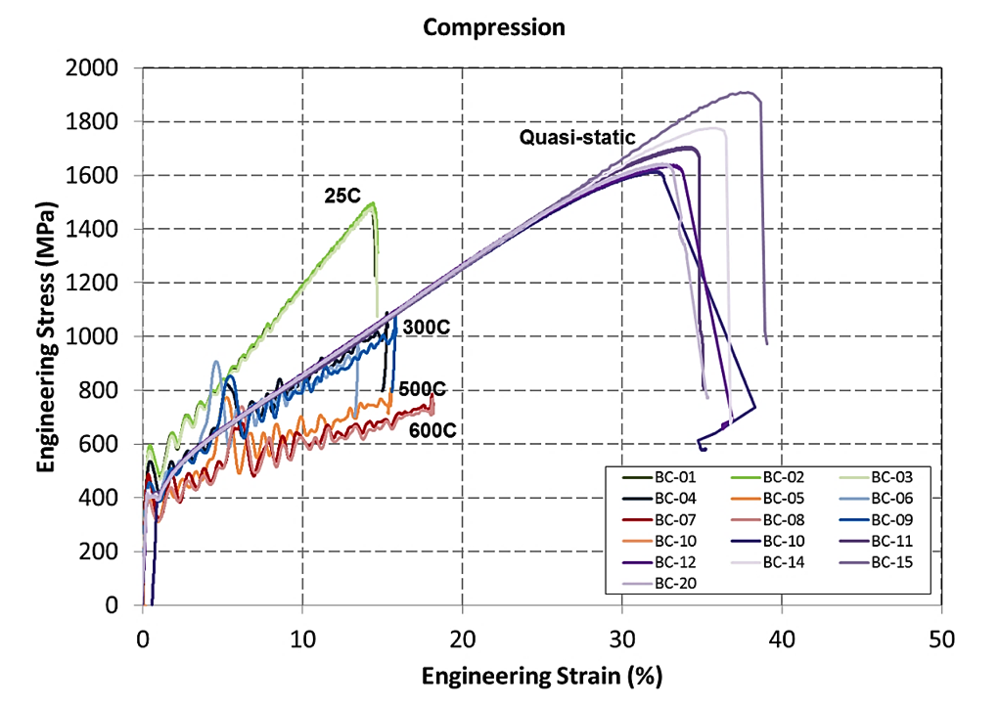 Compression
2000
1800
1600
1400
1200
1000
800
600
400
200
0
Engineering Stress (MPa)
Quasi-static
25C
300C
500C
600C
BC-01 BC-02 BC-03
BC-04 BC-05 BC-06
BC-07 BC-08 BC-09
BC-10 BC-10 BC-11
BC-12 BC-14 BC-15
BC-20
0 10 20 30 40 50
Engineering Strain (%)